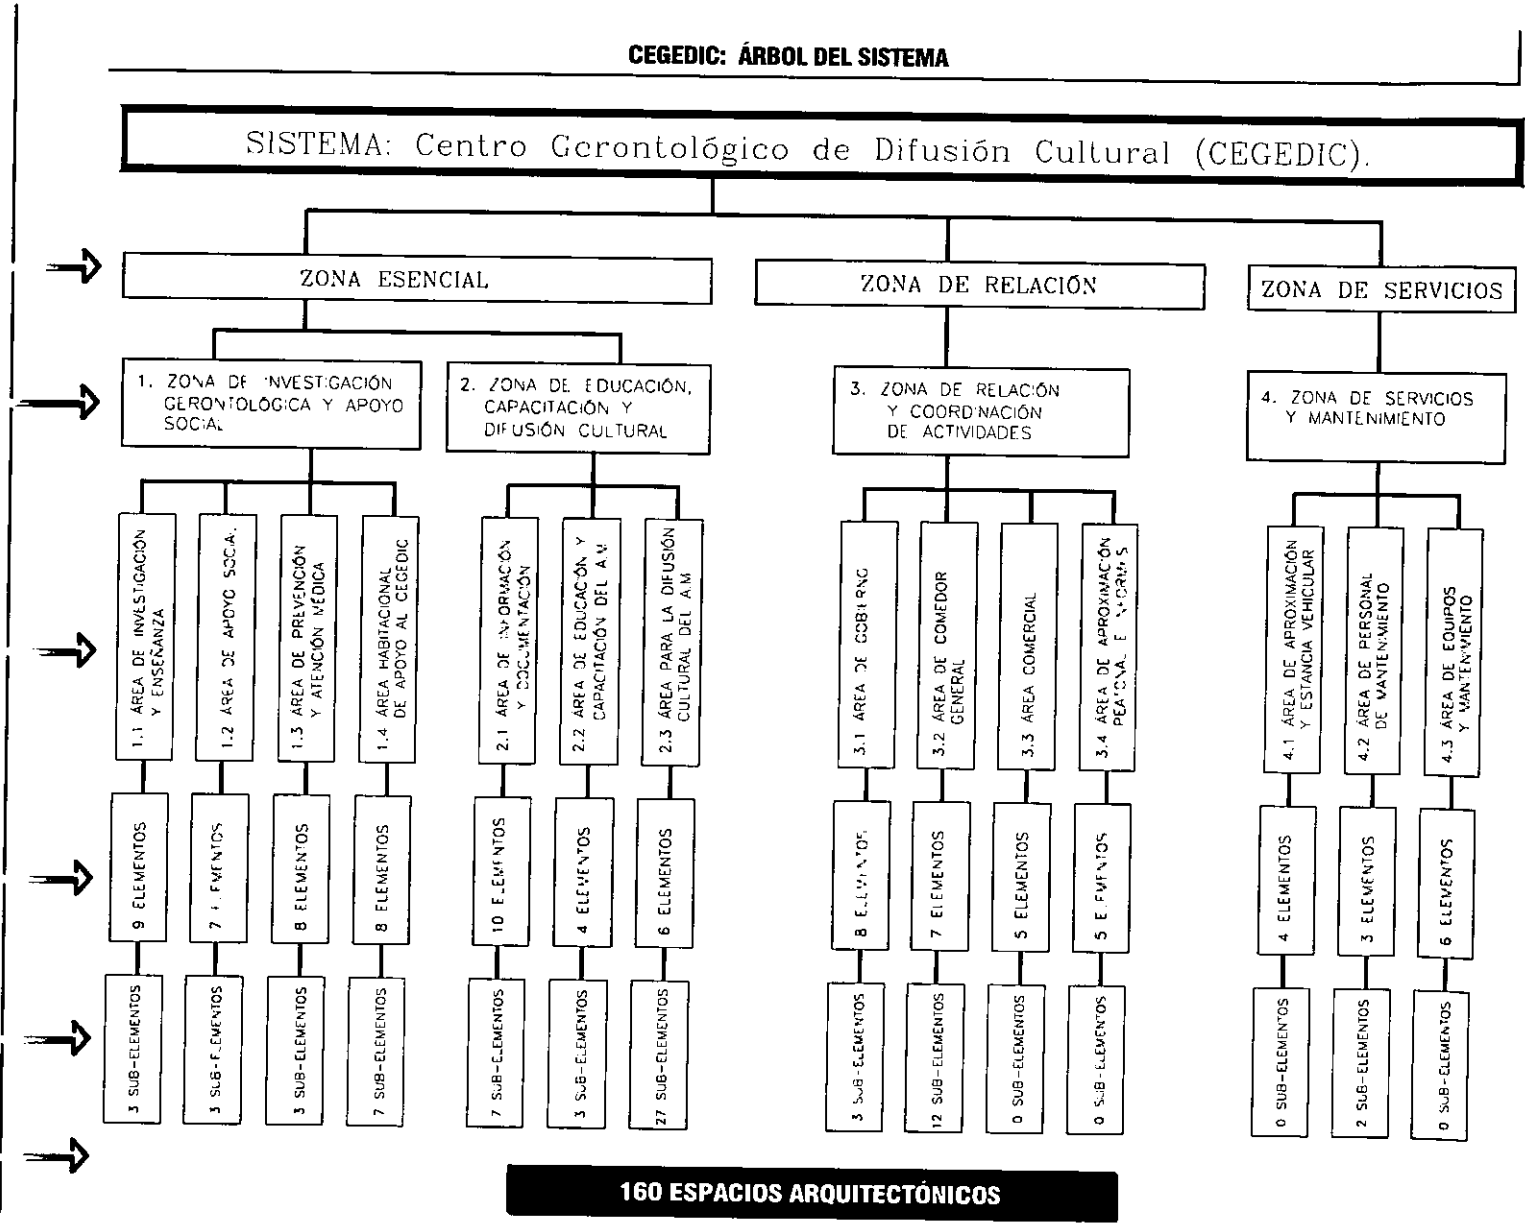 CEGEDIC: ÁRBOL DEL SISTEMA
SISTEMA: Centro Gerontológico de Difusión Cultural (CEGEDIC).
ZONA ESENCIAL
ZONA DE RELACIÓN
ZONA DE SERVICIOS
1. ZONA DE INVESTIGACIÓN
GERONTOLÓGICA Y APOYO
SOCIAL
2. ZONA DE EDUCACIÓN,
CAPACITACIÓN Y
DIFUSIÓN CULTURAL
3. ZONA DE RELACIÓN
Y COORDINACIÓN
DE ACTIVIDADES
4. ZONA DE SERVICIOS
Y MANTENIMIENTO
1.1 ÁREA DE INVESTIGACIÓN
Y ENSEÑANZA
1.2 ÁREA DE APOYO SOCIAL
1.3 ÁREA DE PREVENCIÓN
Y ATENCIÓN MÉDICA
1.4 ÁREA HABITACIONAL
DE APOYO AL CEGEDIC
2.1 ÁREA DE INFORMACIÓN
Y DOCUMENTACIÓN
2.2 ÁREA DE EDUCACIÓN Y
CAPACITACIÓN DEL A.M
2.3 ÁREA PARA LA DIFUSIÓN
CULTURAL DEL A.M
3.1 ÁREA DE GOBIERNO
3.2 ÁREA DE COMEDOR
GENERAL
3.3 ÁREA COMERCIAL
3.4 ÁREA DE APROXIMACIÓN
PEATONAL E INFORMES
4.1 ÁREA DE APROXIMACIÓN
Y ESTANCIA VEHICULAR
4.2 ÁREA DE PERSONAL
DE MANTENIMIENTO
4.3 ÁREA DE EQUIPOS
Y MANTENIMIENTO
9 ELEMENTOS
7 ELEMENTOS
8 ELEMENTOS
8 ELEMENTOS
10 ELEMENTOS
4 ELEMENTOS
6 ELEMENTOS
8 ELEMENTOS
7 ELEMENTOS
5 ELEMENTOS
5 ELEMENTOS
4 ELEMENTOS
3 ELEMENTOS
6 ELEMENTOS
3 SUB-ELEMENTOS
3 SUB-ELEMENTOS
3 SUB-ELEMENTOS
7 SUB-ELEMENTOS
7 SUB-ELEMENTOS
3 SUB-ELEMENTOS
27 SUB-ELEMENTOS
3 SUB-ELEMENTOS
12 SUB-ELEMENTOS
0 SUB-ELEMENTOS
0 SUB-ELEMENTOS
0 SUB-ELEMENTOS
2 SUB-ELEMENTOS
0 SUB-ELEMENTOS
160 ESPACIOS ARQUITECTÓNICOS